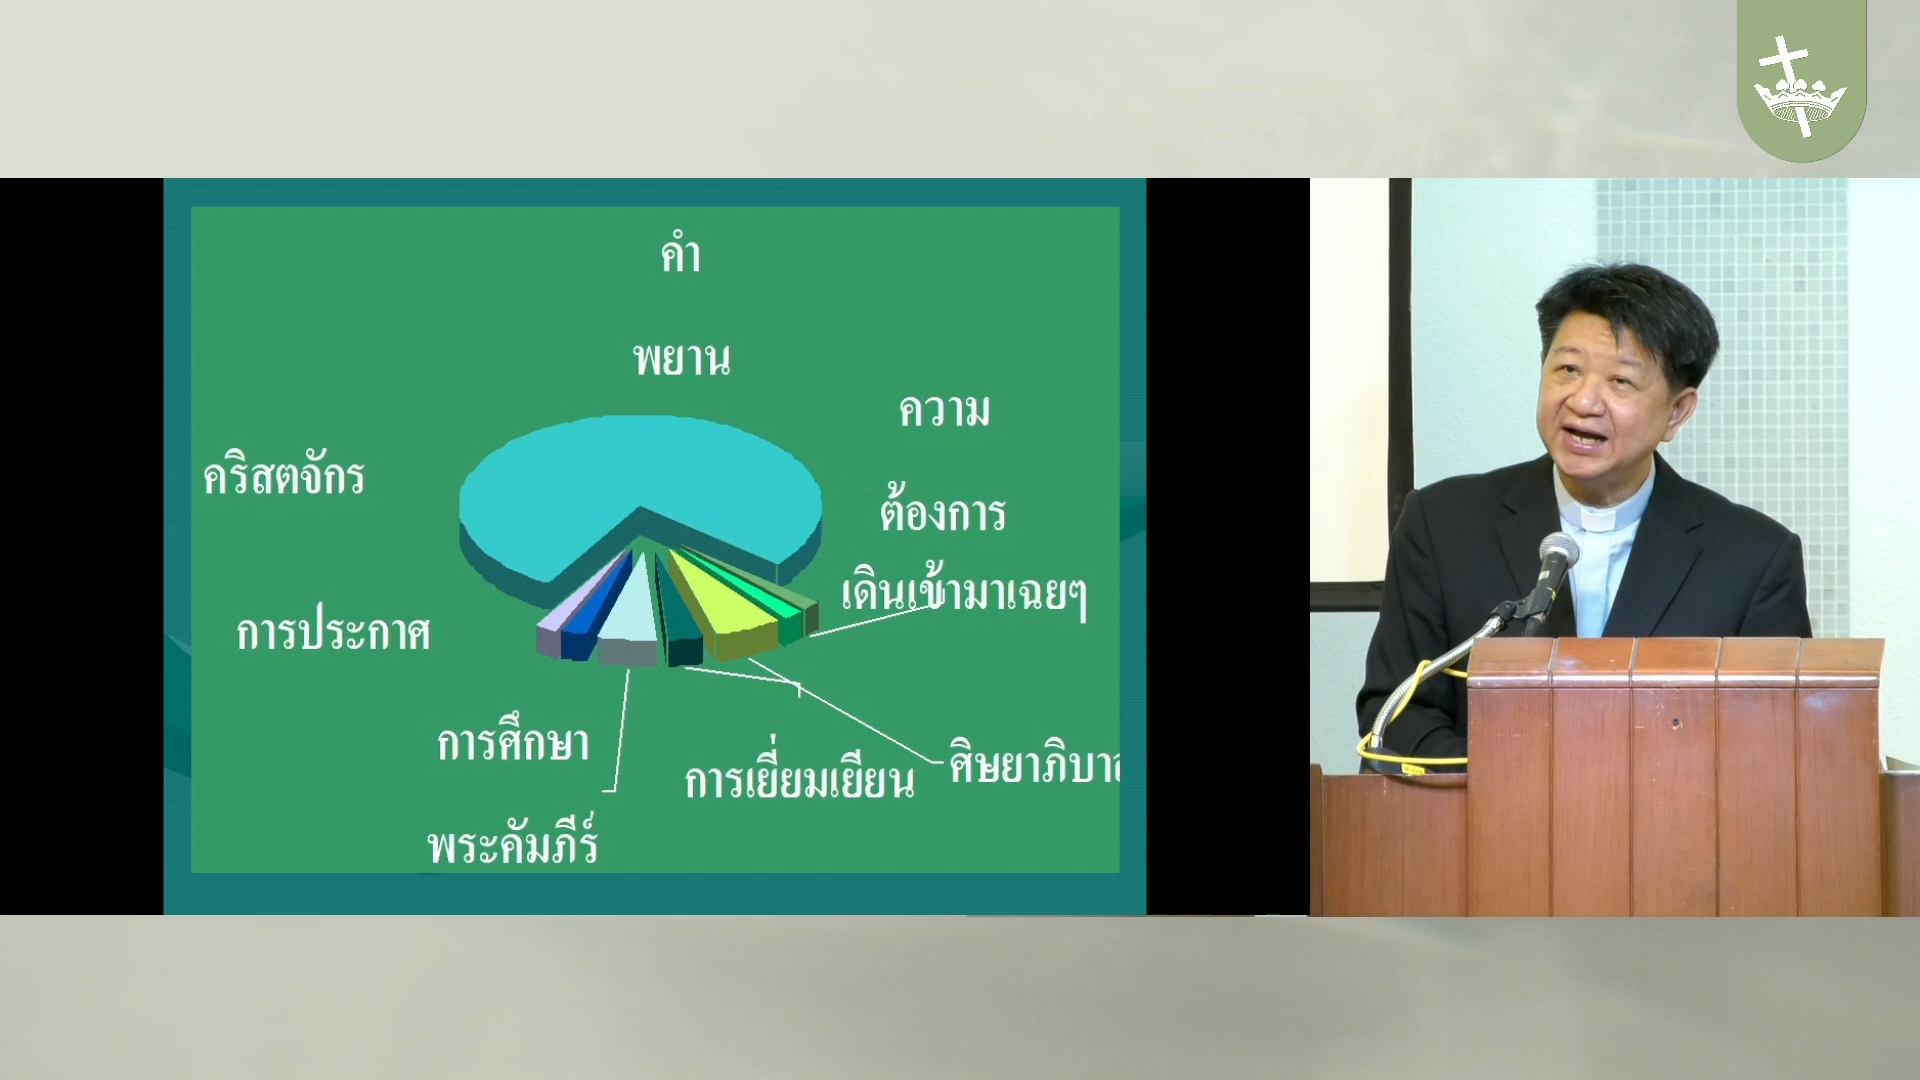 คำ
พยาน
ความ
ต้องการ
เดินเข้ามาเฉยๆ
คริสตจักร
การประกาศ
การศึกษา
พระคัมภีร์
การเยี่ยมเยียน